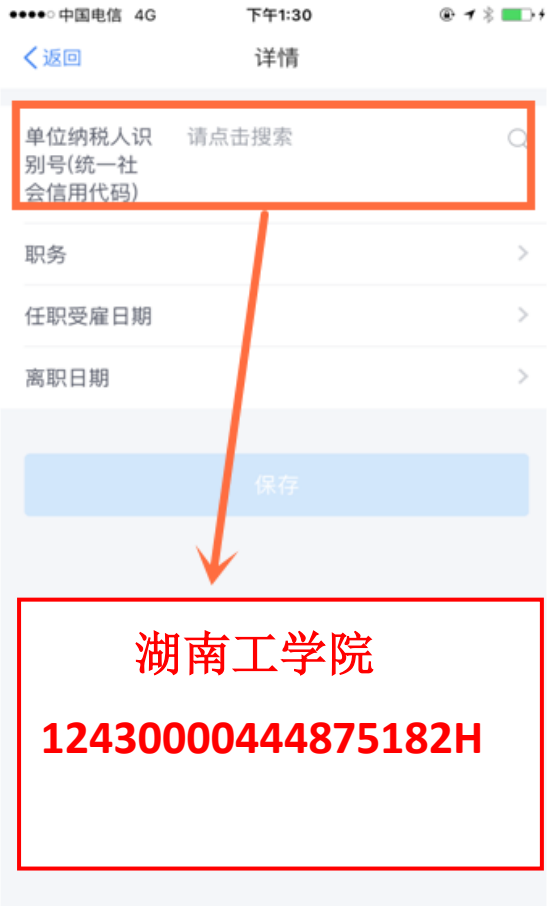 中国电信 4G 下午1:30
返回 详情
单位纳税人识 请点击搜索
别号(统一社
会信用代码)
职务
任职受雇日期
离职日期
保存
湖南工学院
12430000444875182H